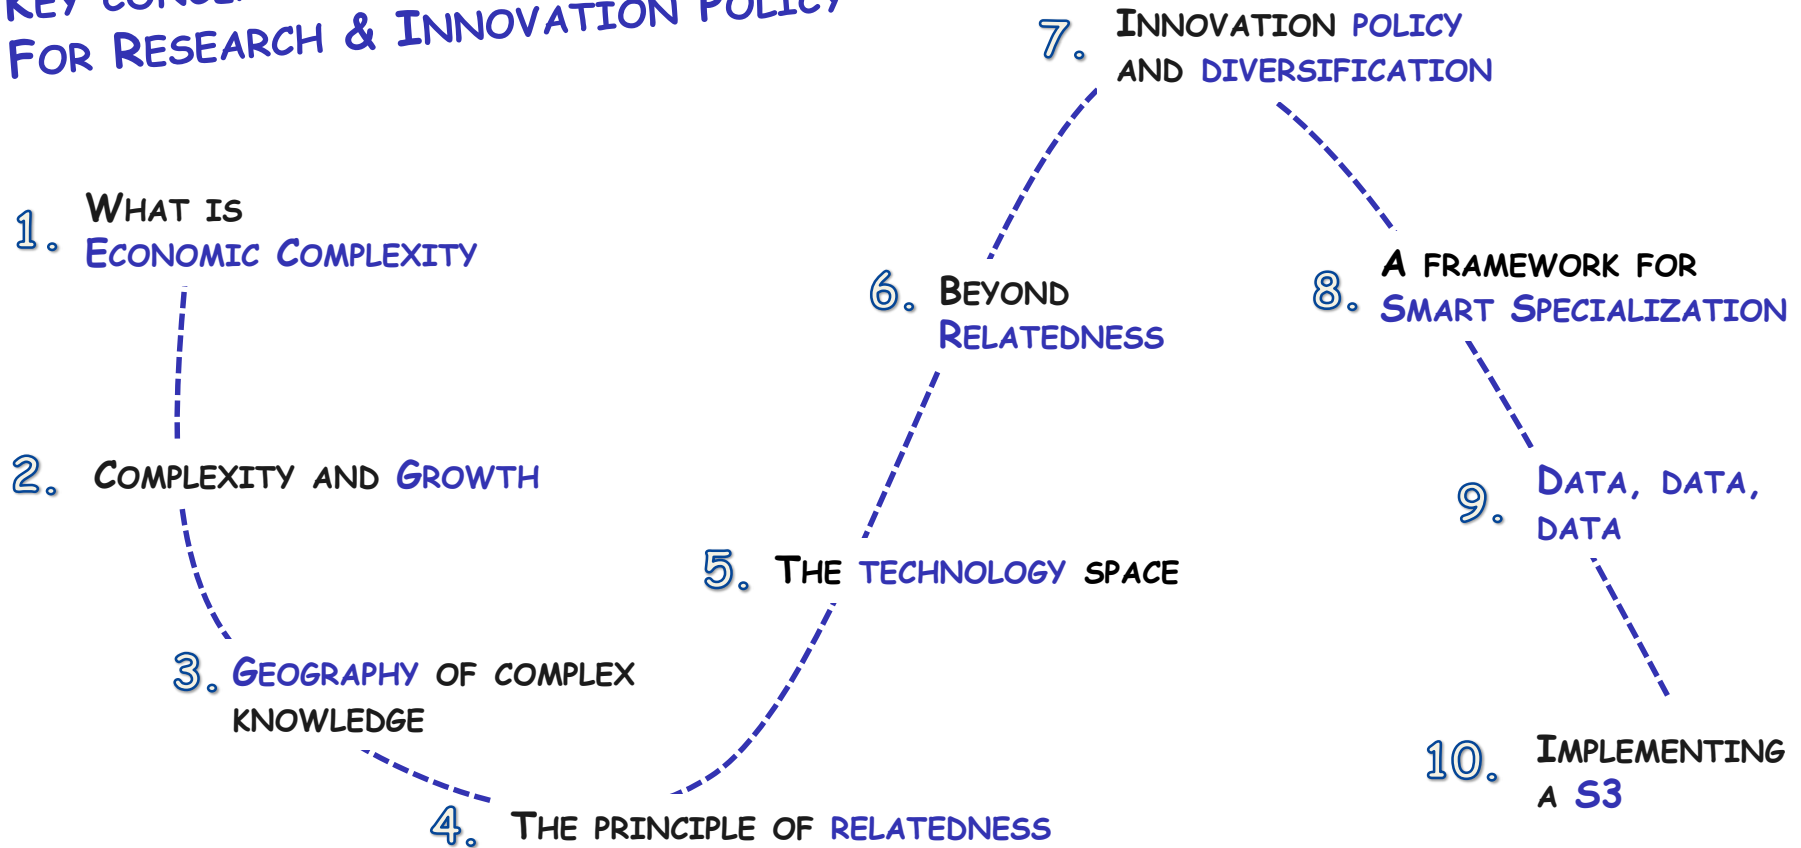 KEY
FOR RESEARCH & INNOVATION POLICY
1. WHAT IS
ECONOMIC COMPLEXITY
2. COMPLEXITY AND GROWTH
3. GEOGRAPHY OF COMPLEX
KNOWLEDGE
4. THE PRINCIPLE OF RELATEDNESS
5. THE TECHNOLOGY SPACE
6. BEYOND
RELATEDNESS
7. INNOVATION POLICY
AND DIVERSIFICATION
8. A FRAMEWORK FOR
SMART SPECIALIZATION
9. DATA, DATA,
DATA
10. IMPLEMENTING
A S3